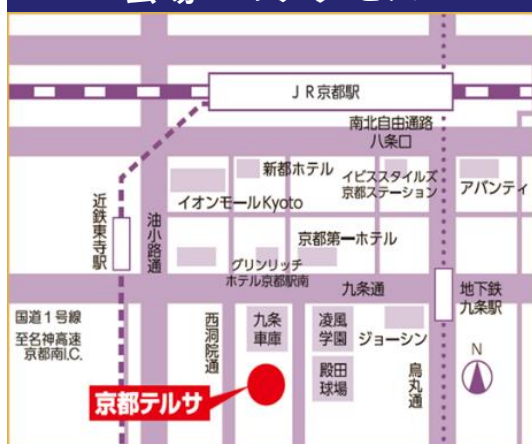 JR京都駅
南北自由通路
八条口
新都ホテル
イビススタイルズ
京都ステーション
アバンティ
イオンモールKyoto
近鉄東寺駅
油小路通
京都第一ホテル
グリンリッチ
ホテル京都駅南
九条通
地下鉄
九条駅
国道1号線
至名神高速
京都南I.C.
西洞院通
九条
車庫
凌風
学園
ジョーシン
殿田
球場
烏丸通
N
京都テルサ